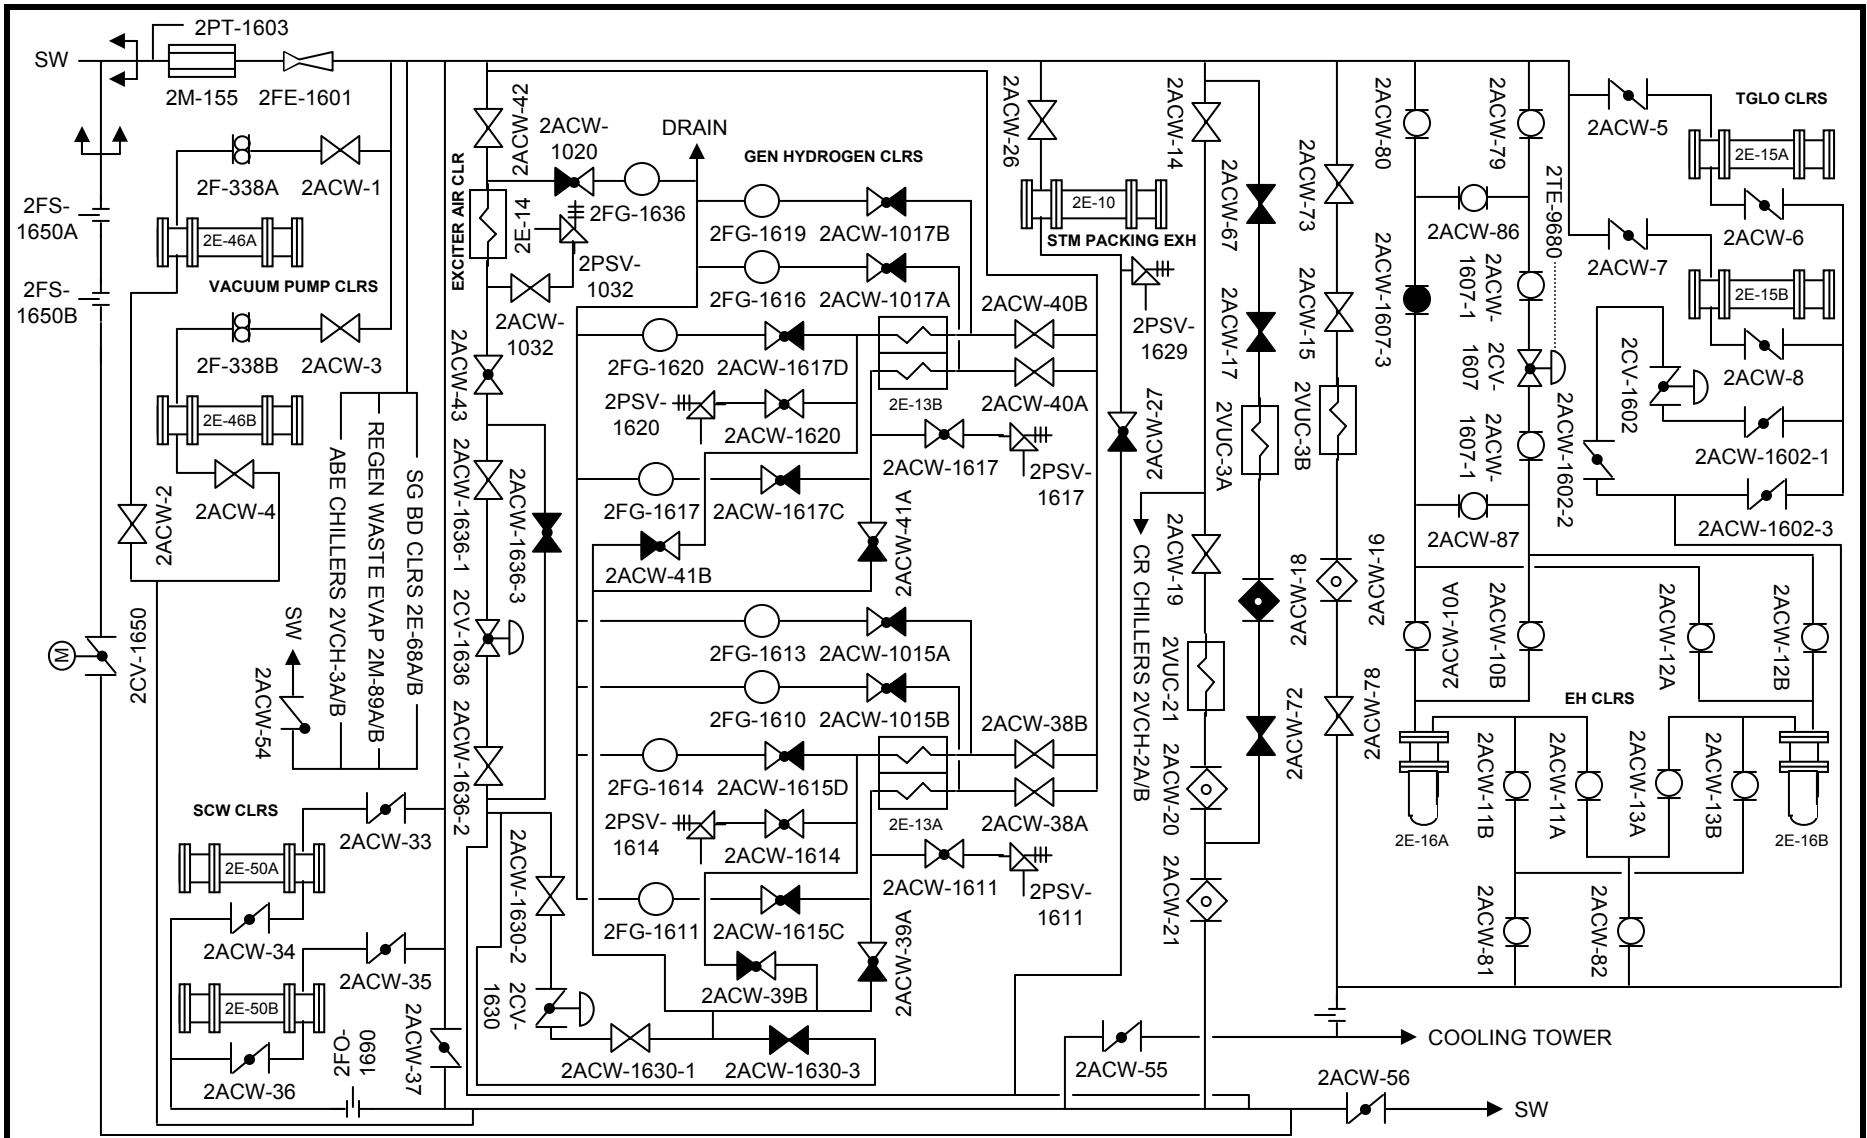 2PT-1603
SW
2M-155
2FE-1601
2F-338A
2ACW-1
2FS-
1650A
2E-46A
2FS-
1650B
VACUUM PUMP CLRS
2F-338B
2ACW-3
2E-46B
2ACW-2
2ACW-4
2CV-1650
M
SW
2ACW-54
ABE CHILLERS 2VCH-3A/B
REGEN WASTE EVAP 2M-89A/B
SG BD CLRS 2E-68A/B
SCW CLRS
2ACW-33
2E-50A
2ACW-34
2ACW-35
2E-50B
2ACW-36
2FO-
1690
2ACW-37
2ACW-42
EXCITER AIR CLR
2E-14
2ACW-
1020
DRAIN
2FG-1636
2PSV-
1032
2ACW-
1032
2ACW-43
2ACW-1636-1
2ACW-1636-3
2CV-1636
2ACW-1636-2
2ACW-1630-2
2CV-
1630
2ACW-1630-1
2ACW-1630-3
GEN HYDROGEN CLRS
2FG-1619
2ACW-1017B
2FG-1616
2ACW-1017A
2ACW-40B
2FG-1620
2ACW-1617D
2E-13B
2ACW-40A
2PSV-
1620
2ACW-1620
2ACW-1617
2PSV-
1617
2FG-1617
2ACW-1617C
2ACW-41A
2ACW-41B
2FG-1613
2ACW-1015A
2FG-1610
2ACW-1015B
2ACW-38B
2FG-1614
2ACW-1615D
2E-13A
2ACW-38A
2PSV-
1614
2ACW-1614
2ACW-1611
2PSV-
1611
2FG-1611
2ACW-1615C
2ACW-39A
2ACW-39B
2ACW-26
2E-10
STM PACKING EXH
2PSV-
1629
2ACW-27
2ACW-14
2ACW-67
2ACW-17
2VUC-3A
CR CHILLERS 2VCH-2A/B
2ACW-19
2ACW-18
2VUC-21
2ACW-72
2ACW-20
2ACW-21
2ACW-73
2ACW-15
2VUC-3B
2ACW-16
2ACW-78
2ACW-55
COOLING TOWER
2ACW-56
SW
2ACW-80
2ACW-79
2ACW-86
2TE-9680
2ACW-1607-3
2ACW-
1607-1
2CV-
1607
2ACW-
1607-1
2ACW-87
2ACW-10A
2ACW-10B
2ACW-12A
2ACW-12B
EH CLRS
2E-16A
2ACW-11B
2ACW-11A
2ACW-13A
2ACW-13B
2E-16B
2ACW-81
2ACW-82
TGLO CLRS
2ACW-5
2E-15A
2ACW-6
2ACW-7
2E-15B
2ACW-8
2CV-1602
2ACW-1602-1
2ACW-1602-2
2ACW-1602-3